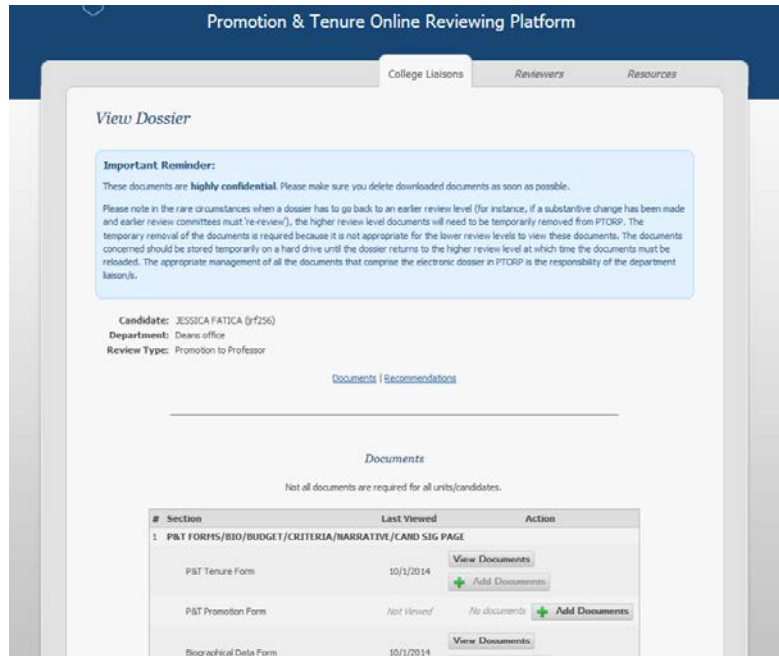 Promotion & Tenure Online Reviewing Platform
College Liaisons Reviewers Resources
View Dossier
Important Reminder:
These documents are highly confidential. Please make sure you delete downloaded documents as soon as possible.
Please note in the rare circumstances when a dossier has to go back to an earlier review level (for instance, if a substantive change has been made
and earlier review committees must 're-review'), the higher review level documents will need to be temporarily removed from PTORP. The
temporary removal of the documents is required because it is not appropriate for the lower review levels to view these documents. The documents
concerned should be stored temporarily on a hard drive until the dossier returns to the higher review level at which time the documents must be
reloaded. The appropriate management of all the documents that comprise the electronic dossier in PTORP is the responsibility of the department
liaison/s.
Candidate: JESSICA FATICA (jrf256)
Department: Deans office
Review Type: Promotion to Professor
Documents | Recommendations
Documents
Not all documents are required for all units/candidates.
# Section Last Viewed Action
1 P&T FORMS/BIO/BUDGET/CRITERIA/NARRATIVE/CAND SIG PAGE
View Documents
P&T Tenure Form 10/1/2014
Add Documents
P&T Promotion Form Not Viewed No documents Add Documents
View Documents
Biographical Data Form 10/1/2014